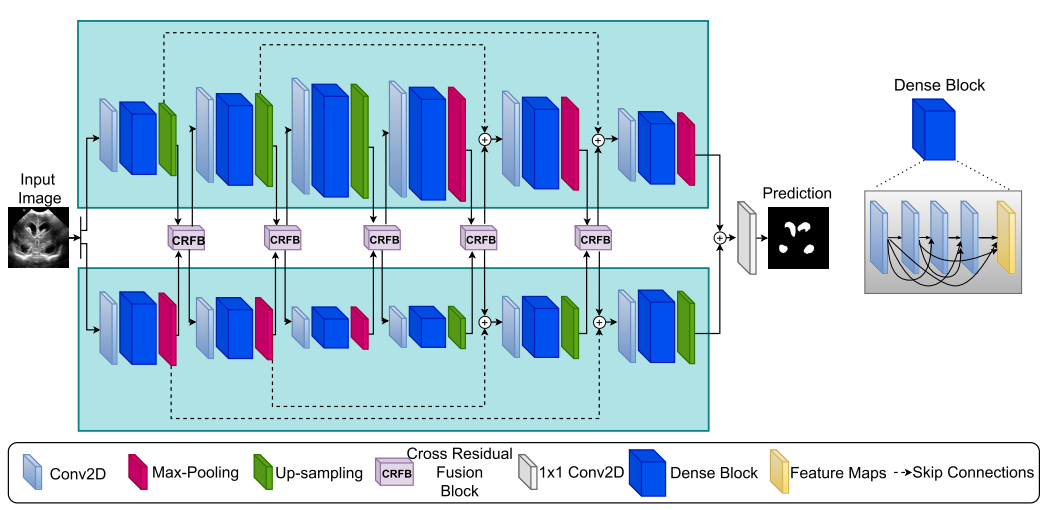 Dense Block
Input
Image
Prediction
CRFB
CRFB
CRFB
CRFB
CRFB
Conv2D
Max-Pooling
Up-sampling
CRFB
Cross Residual
Fusion
Block
1x1 Conv2D
Dense Block
Feature Maps
Skip Connections